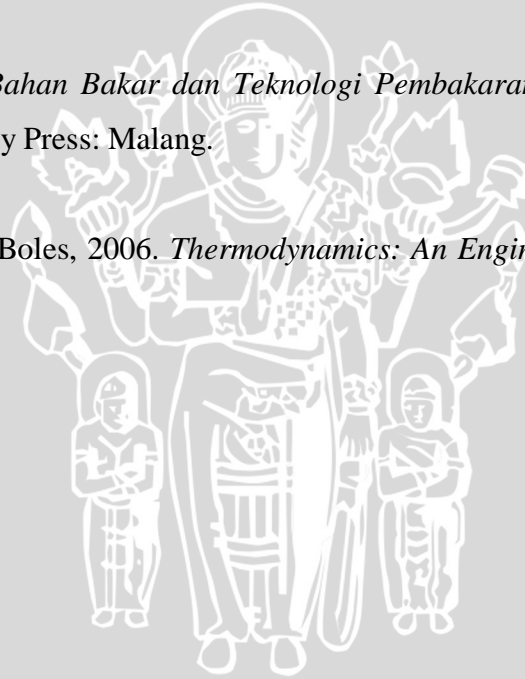 Bahan Bakar dan Teknologi Pembakaran
y Press: Malang.
Boles, 2006. Thermodynamics: An Engin